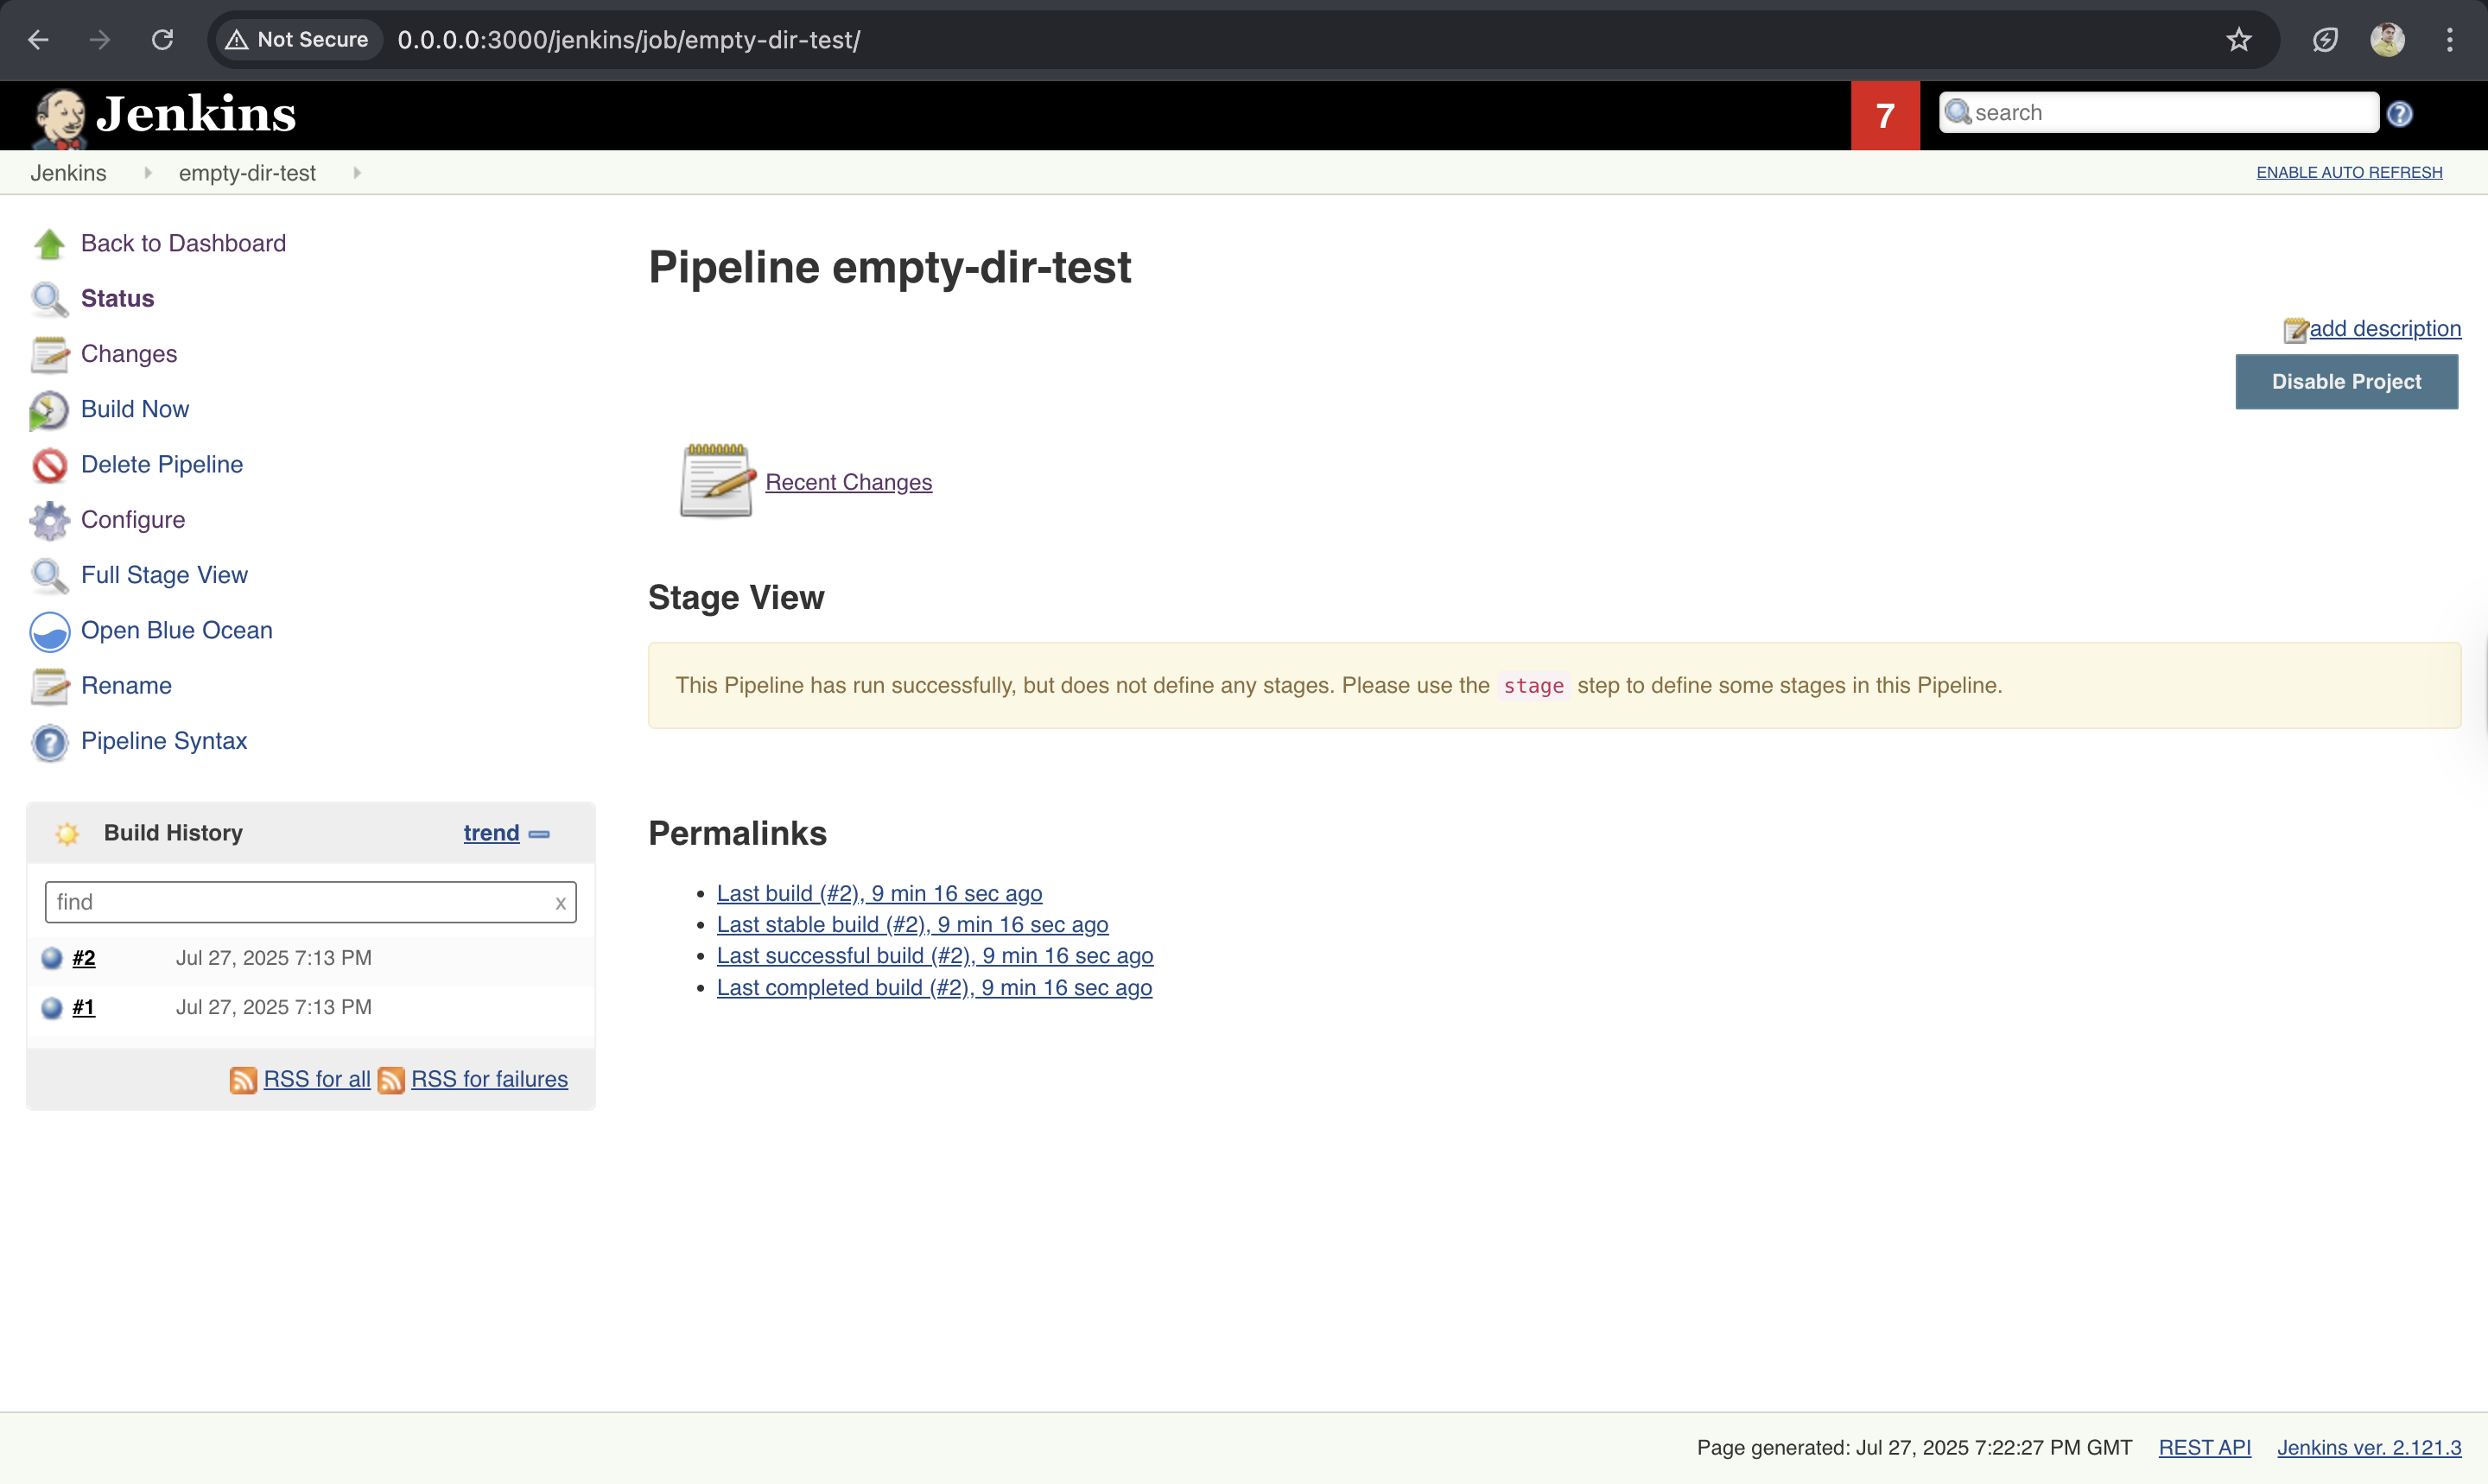 Not Secure 0.0.0.0:3000/jenkins/job/empty-dir-test/
Jenkins 7 search
Jenkins empty-dir-test ENABLE AUTO REFRESH
Back to Dashboard
Status
Changes
Build Now
Delete Pipeline
Configure
Full Stage View
Open Blue Ocean
Rename
Pipeline Syntax
Build History trend
find x
#2 Jul 27, 2025 7:13 PM
#1 Jul 27, 2025 7:13 PM
RSS for all RSS for failures
Pipeline empty-dir-test
add description
Disable Project
Recent Changes
Stage View
This Pipeline has run successfully, but does not define any stages. Please use the stage step to define some stages in this Pipeline.
Permalinks
Last build (#2), 9 min 16 sec ago
Last stable build (#2), 9 min 16 sec ago
Last successful build (#2), 9 min 16 sec ago
Last completed build (#2), 9 min 16 sec ago
Page generated: Jul 27, 2025 7:22:27 PM GMT REST API Jenkins ver. 2.121.3